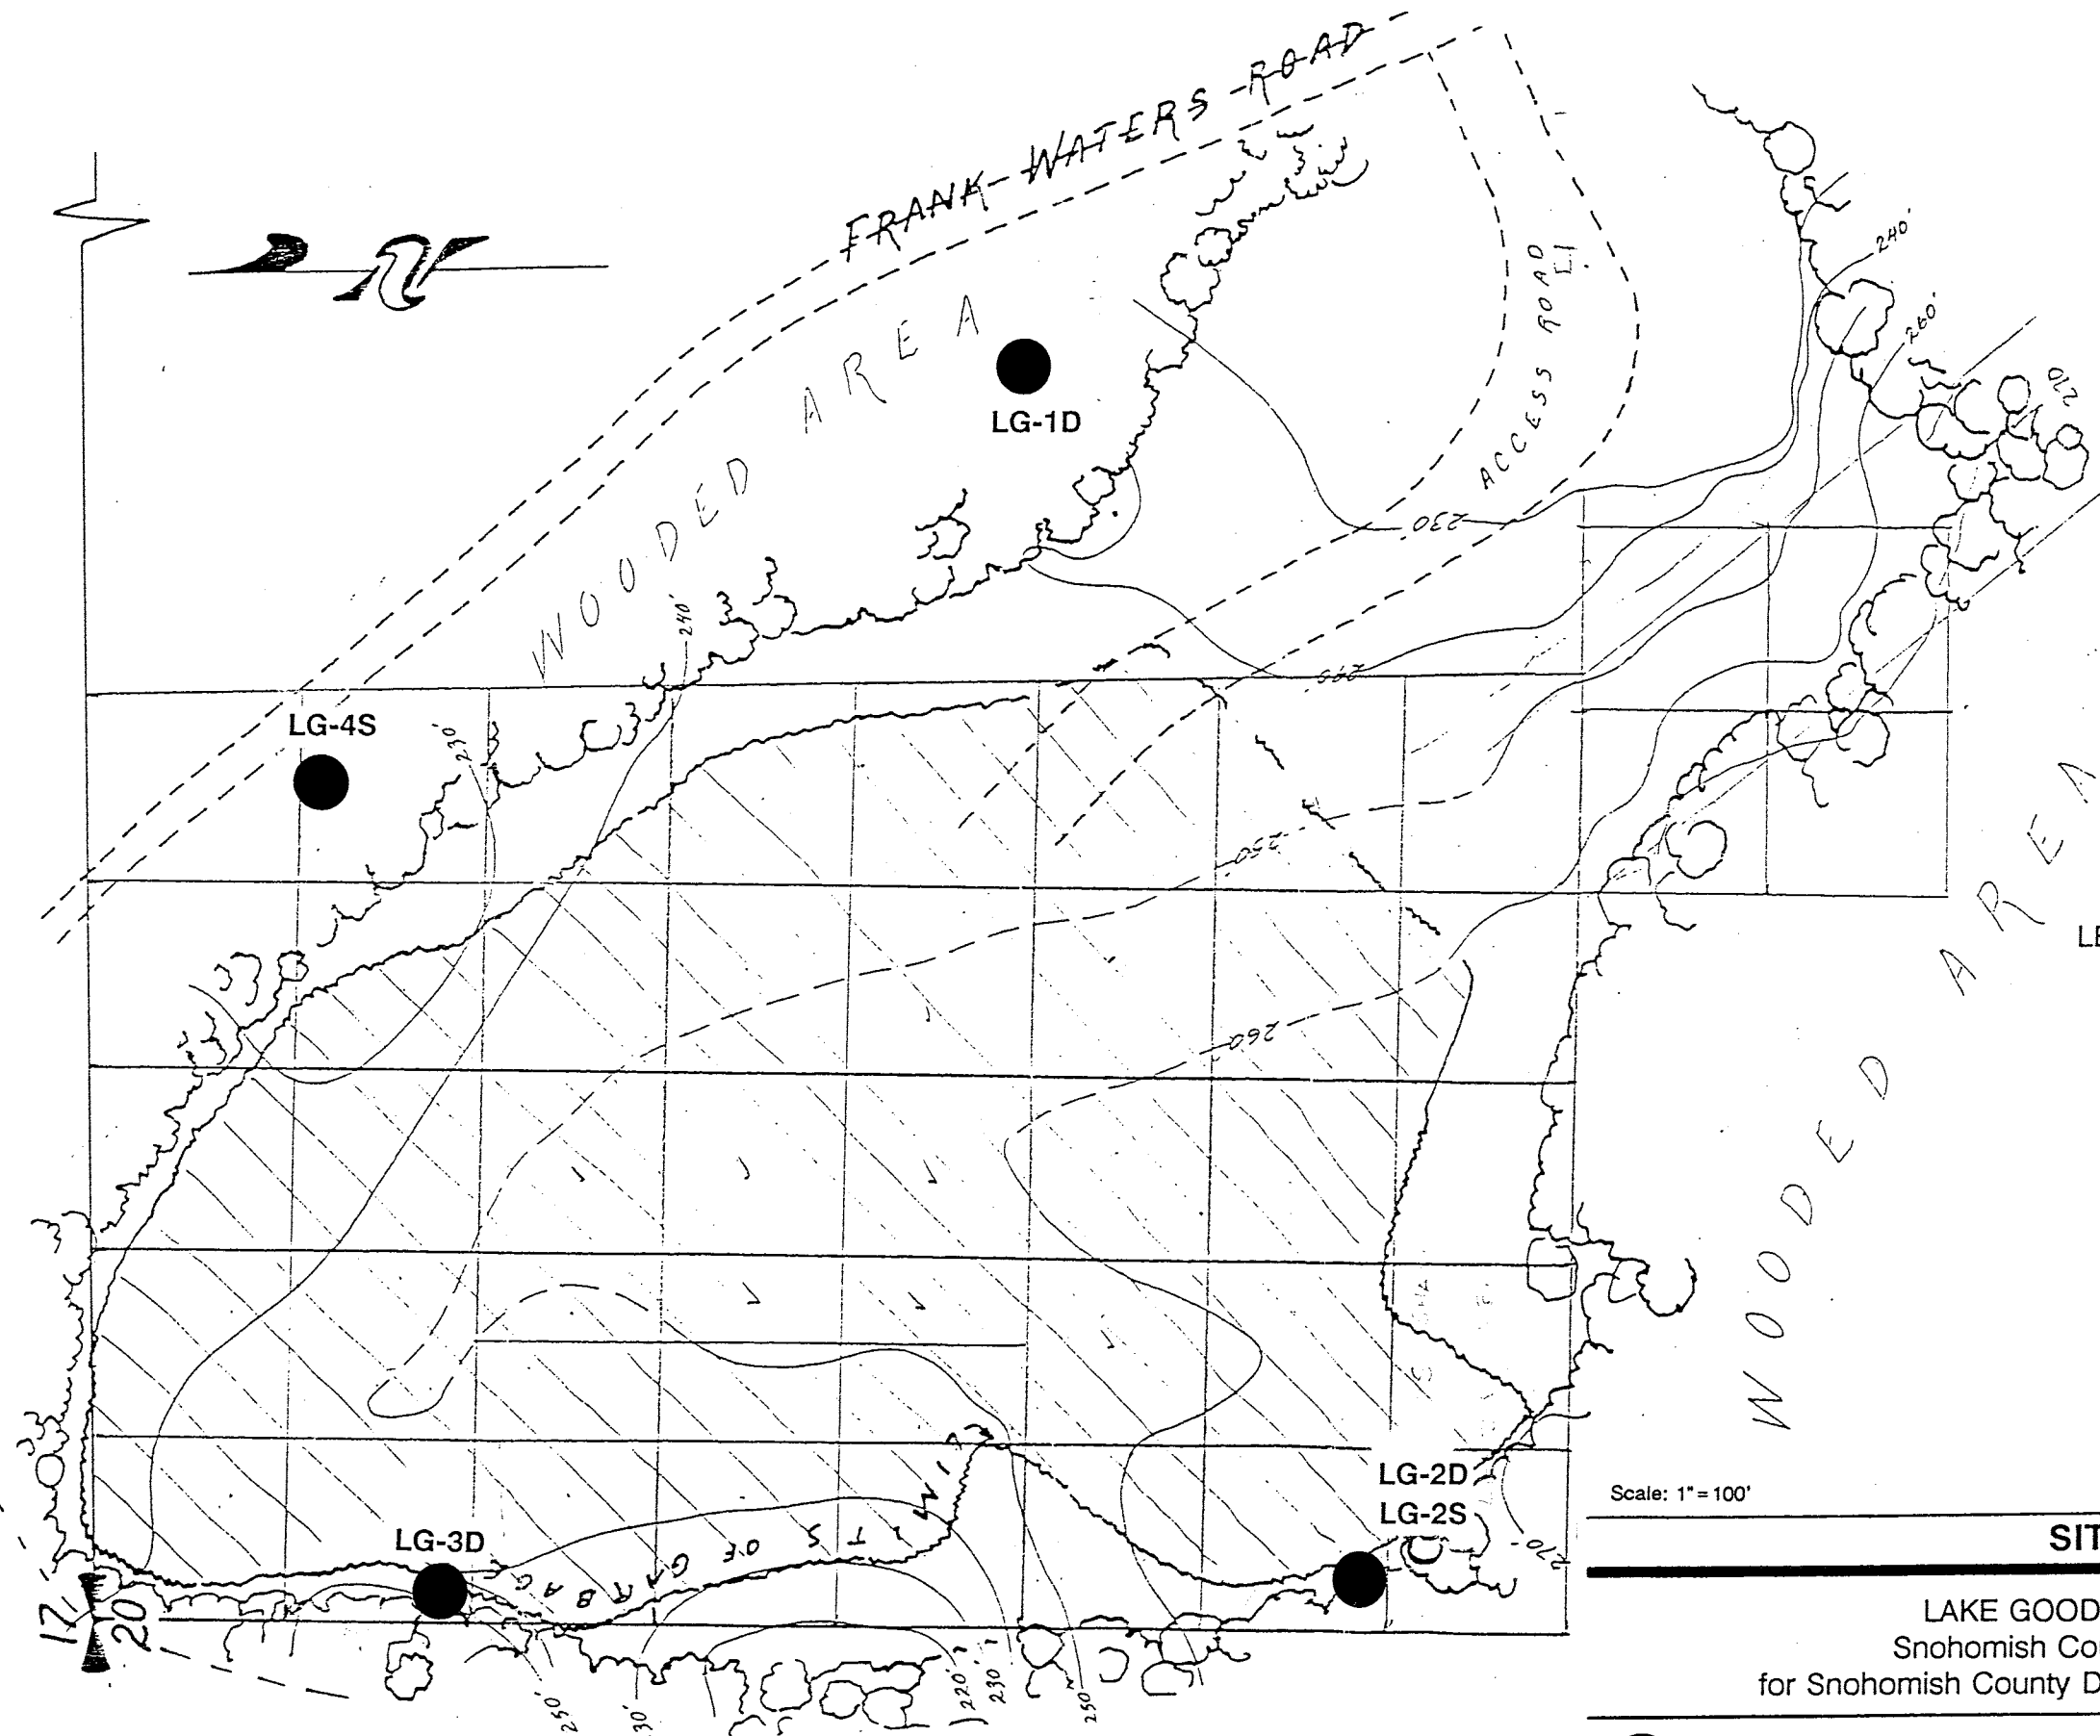 FRANK WATERS ROAD
WOODED AREA
ACCESS ROAD
LG-1D
240'
260'
270
230
245
LG-4S
230'
240'
250
260
WOODED AREA
LIMITS OF GARBAGE
LG-3D
LG-2D
LG-2S
270'
17
20
250'
30'
220'
230'
250
N
Scale: 1" = 100'
SIT
LAKE GOOD
Snohomish Co
for Snohomish County D